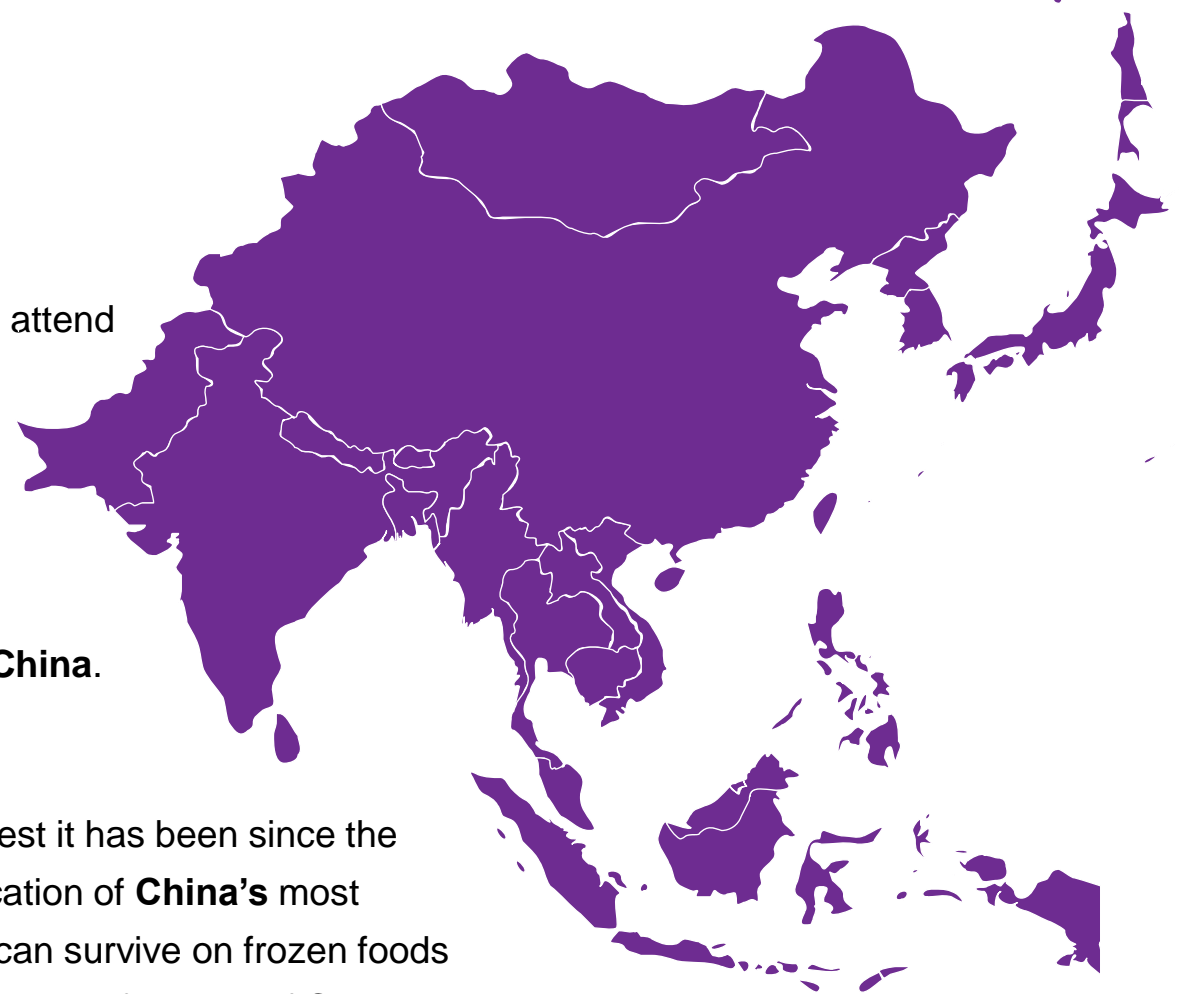 attend
China.
est it has been since the
cation of China's most
can survive on frozen foods